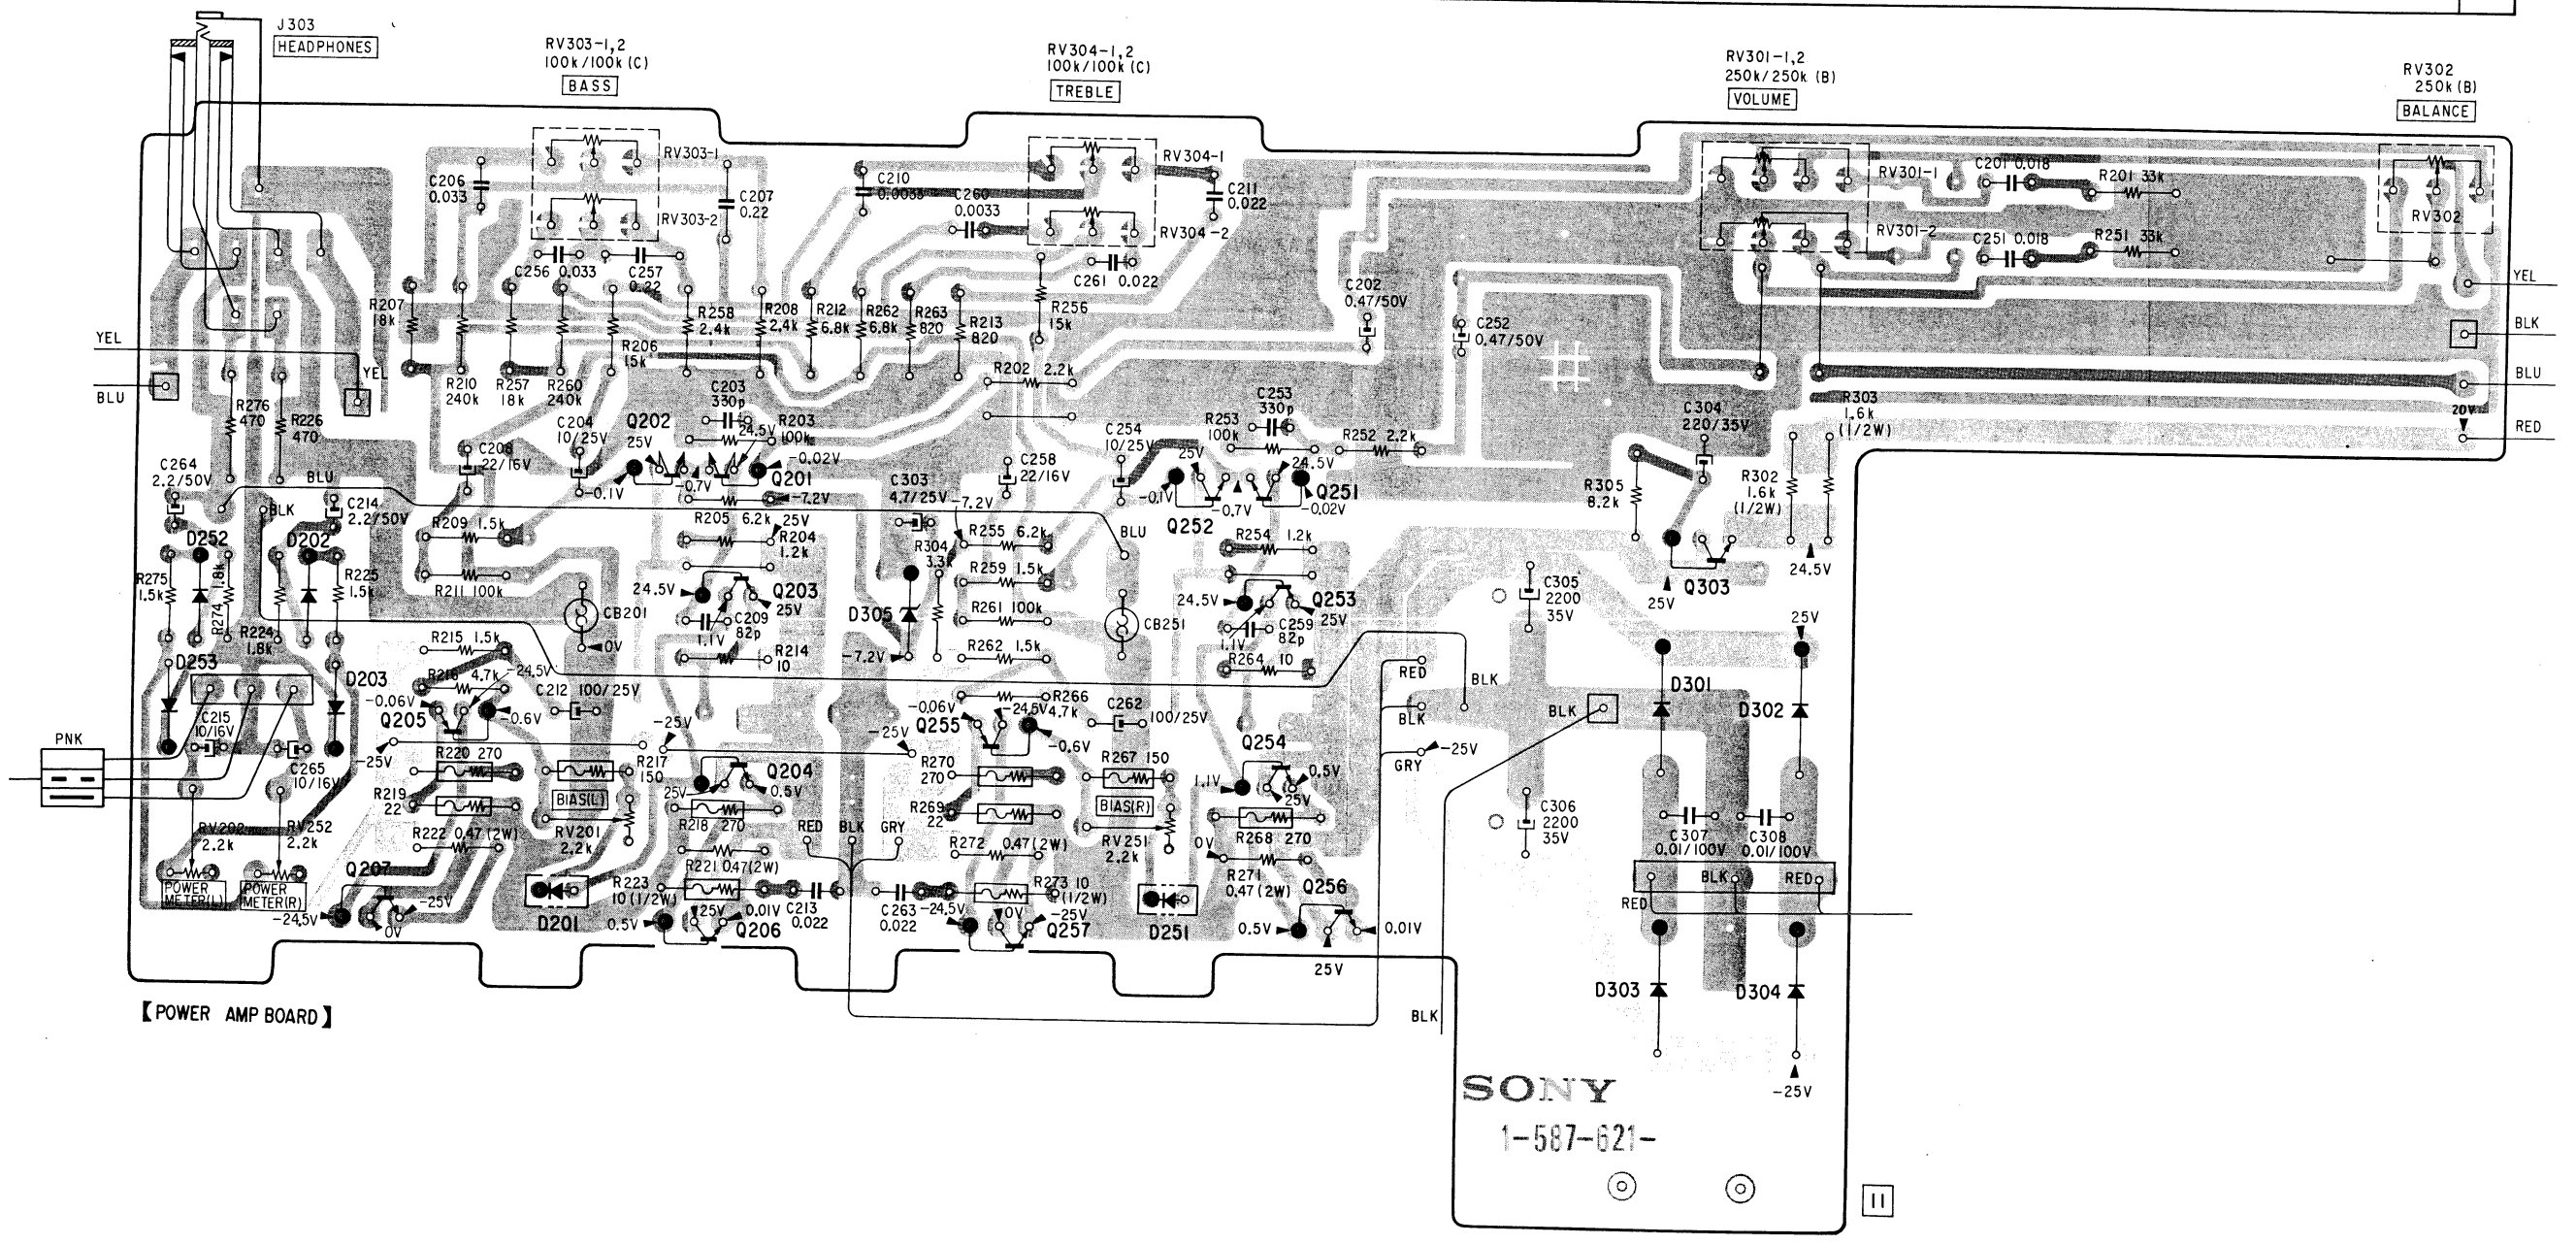 J303
HEADPHONES
RV303-1,2
100k/100k (C)
BASS
RV304-1,2
100k/100k (C)
TREBLE
RV301-1,2
250k/250k (B)
VOLUME
RV302
250k (B)
BALANCE
RV303-1
RV303-2
C206
0.033
C207
0.22
C210
0.0033
C260
0.0033
RV304-1
RV304-2
C211
0.022
RV301-1
RV301-2
C201 0.018
R201 33k
C251 0.018
R251 33k
RV302
C256 0.033
C257
0.22
C261 0.022
R207
18k
R258
2.4k
R208
2.4k
R212
6.8k
R262
6.8k
R263
820
R213
820
R256
15k
C202
0.47/50V
C252
0.47/50V
YEL
BLK
BLU
RED
20V
YEL
BLU
YEL
R206
15k
R210
240k
R257
18k
R260
240k
R202 2.2k
R276
470
R226
470
C203
330p
C204
10/25V
Q202
25V
24.5V
R203
100k
-0.02V
Q201
-0.1V
-0.7V
-7.2V
C208
22/16V
C254
10/25V
R253
100k
C253
330p
R252 2.2k
C258
22/16V
25V
24.5V
-0.1V
-0.7V
-0.02V
Q251
Q252
C304
220/35V
R303
1.6k
(1/2W)
R305
8.2k
R302
1.6k
(1/2W)
24.5V
25V
Q303
C264
2.2/50V
BLU
BLK
C214
2.2/50V
D252
D202
R209 1.5k
R205 6.2k
25V
R204
1.2k
C303
4.7/25V
-7.2V
R255 6.2k
R304
3.3k
BLU
R254 1.2k
R275
1.5k
R274
1.8k
R225
1.5k
R211 100k
24.5V
Q203
25V
CB201
C209
82p
1.1V
R259 1.5k
D305
R261 100k
CB251
24.5V
Q253
25V
C259
82p
1.1V
C305
2200
35V
25V
R224
1.8k
R215 1.5k
0V
R214
10
-7.2V
R262 1.5k
R264 10
RED
BLK
D253
D203
R216 4.7k
-24.5V
-0.06V
Q205
-0.6V
C212 100/25V
-25V
R266
4.7k
-24.5V
-0.06V
Q255
-0.6V
C262
100/25V
D301
D302
BLK
BLK
C215
10/16V
C265
10/16V
PNK
-25V
R220 270
R217
150
Q204
0.5V
25V
-25V
R270
270
R267 150
Q254
0.5V
1.1V
25V
-25V
GRY
R219
22
BIAS(L)
R218 270
R269
22
BIAS(R)
R268 270
C306
2200
35V
RV202
2.2k
RV252
2.2k
R222 0.47(2W)
RV201
2.2k
RED
BLK
GRY
R272 0.47(2W)
RV251
2.2k
0V
R271
0.47(2W)
C307
0.01/100V
C308
0.01/100V
Q207
R221 0.47(2W)
R223
10(1/2W)
R273 10
(1/2W)
Q256
BLK
RED
RED
POWER
METER(L)
POWER
METER(R)
-24.5V
-25V
0V
D201
0.5V
25V
0.01V
Q206
C213
0.022
C263
0.022
-24.5V
0V
-25V
Q257
D251
0.5V
0.01V
25V
【POWER AMP BOARD】
BLK
D303
D304
-25V
SONY
1-587-621-
11